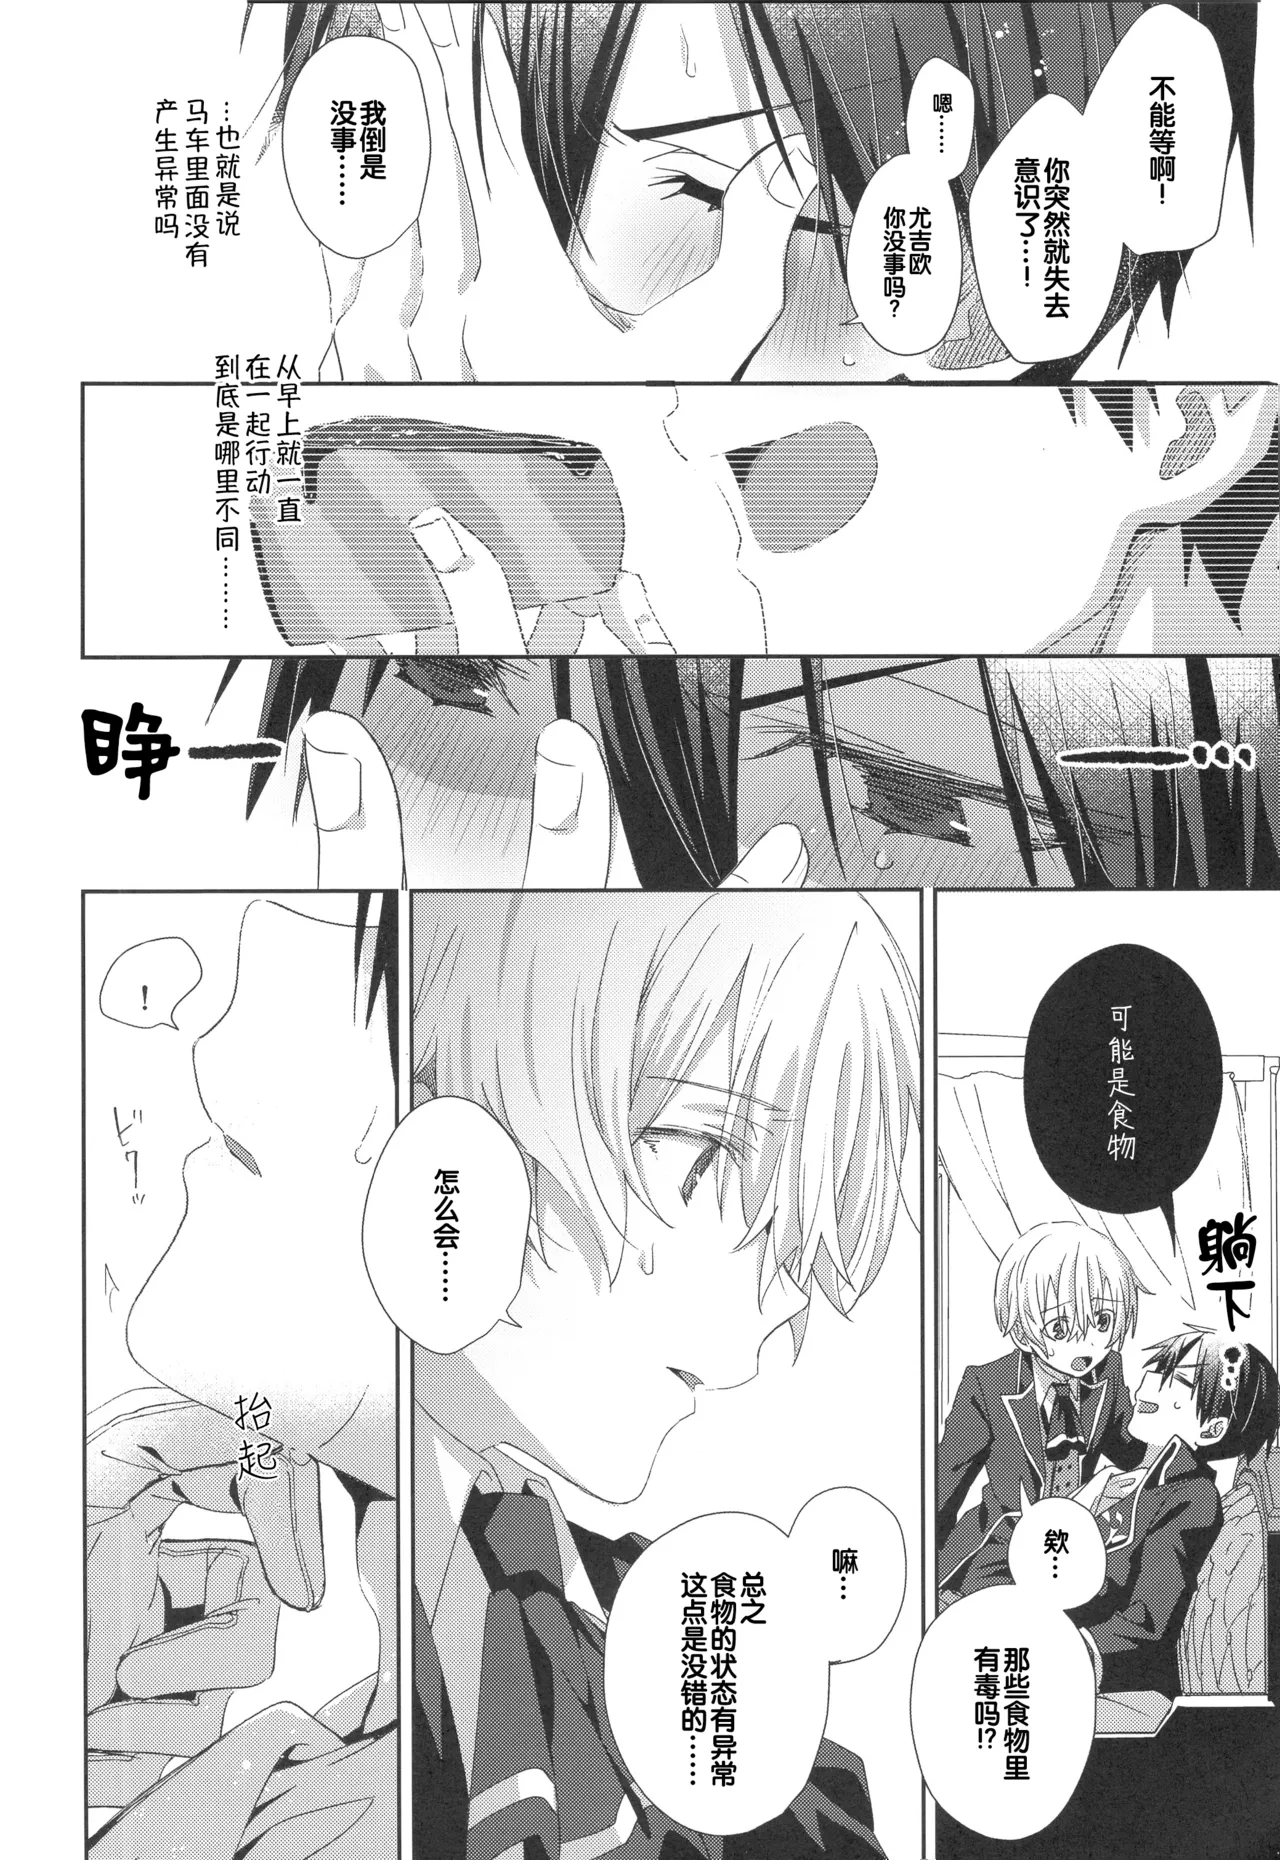 不能等啊！
你突然就失去
意识了…！
嗯…
尤吉欧
你没事吗？
我倒是
没事……
…也就是说
马车里面没有
产生异常吗
从早上就一直
在一起行动
到底是哪里不同………
睁
可能是食物
躺下
欸…
那些食物里
有毒吗！？
嘛…
总之
食物的状态有异常
这点是没错的……
怎么会……
！
ビクッ
抬起